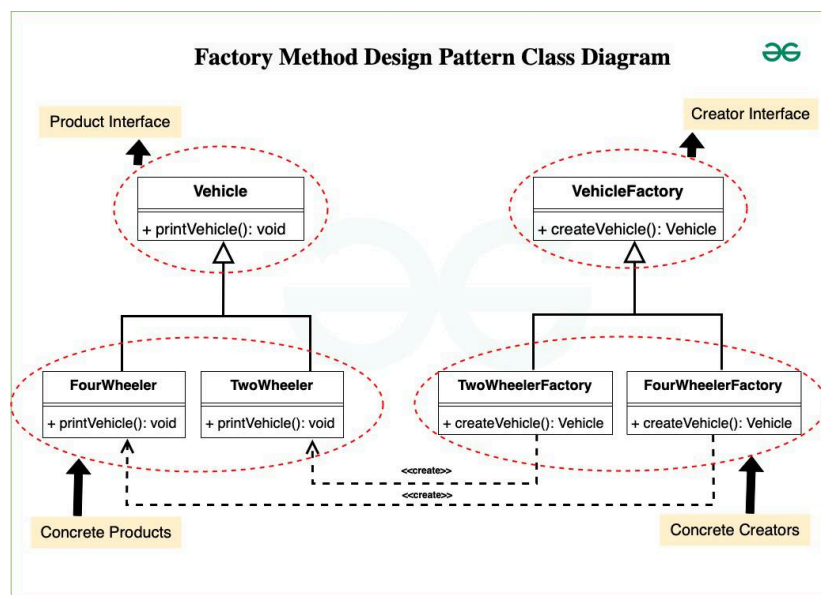 Factory Method Design Pattern Class Diagram
Product Interface
Creator Interface
Vehicle
+ printVehicle(): void
VehicleFactory
+ createVehicle(): Vehicle
FourWheeler
+ printVehicle(): void
TwoWheeler
+ printVehicle(): void
TwoWheelerFactory
+ createVehicle(): Vehicle
FourWheelerFactory
+ createVehicle(): Vehicle
<<create>>
<<create>>
Concrete Products
Concrete Creators